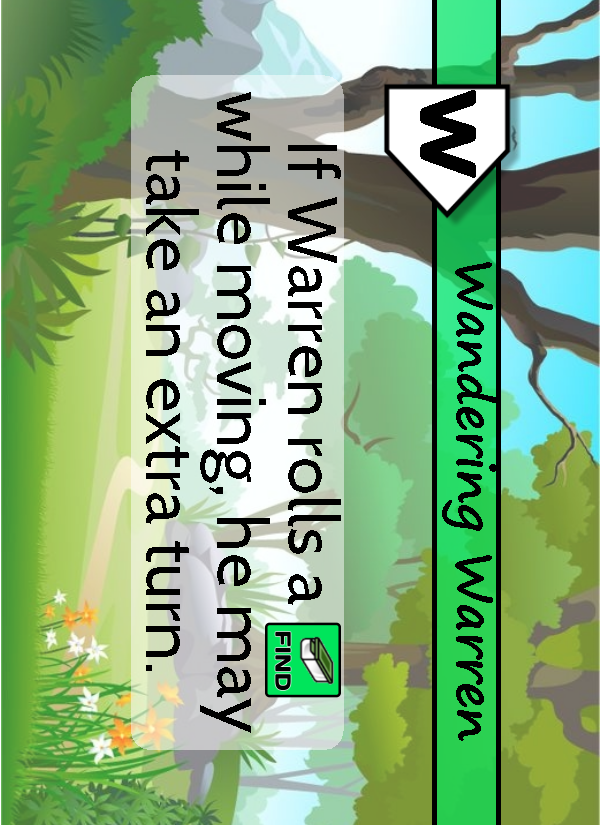 W
Wandering Warren
If Warren rolls a FIND
while moving, he may
take an extra turn.